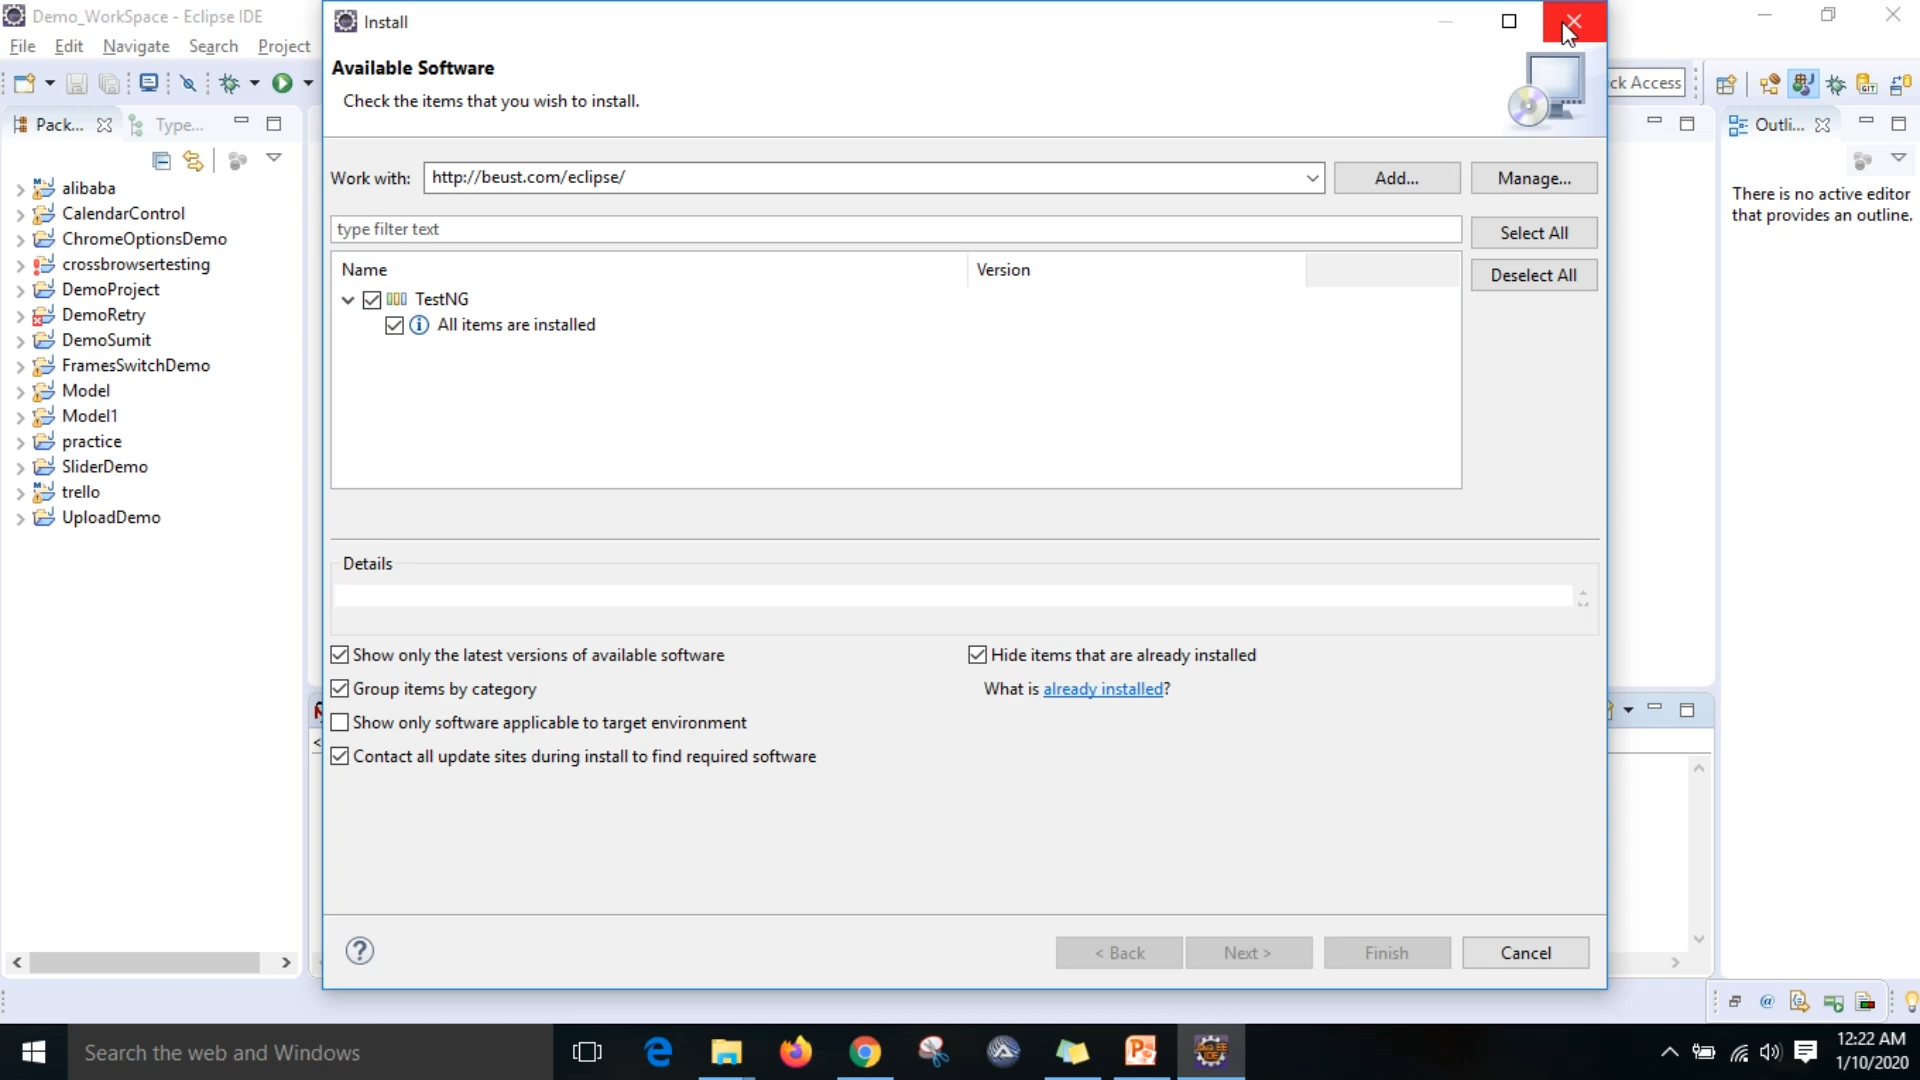 Demo_WorkSpace - Eclipse IDE
File Edit Navigate Search Project
Pack... Type...
alibaba
CalendarControl
ChromeOptionsDemo
crossbrowsertesting
DemoProject
DemoRetry
DemoSumit
FramesSwitchDemo
Model
Model1
practice
SliderDemo
trello
UploadDemo
Install
Available Software
Check the items that you wish to install.
Work with: http://beust.com/eclipse/ Add... Manage...
type filter text
Select All
Deselect All
Name Version
TestNG
All items are installed
Details
Show only the latest versions of available software
Hide items that are already installed
Group items by category
What is already installed?
Show only software applicable to target environment
Contact all update sites during install to find required software
< Back Next > Finish Cancel
ck Access
GIT
Outli...
There is no active editor
that provides an outline.
Search the web and Windows
12:22 AM
1/10/2020